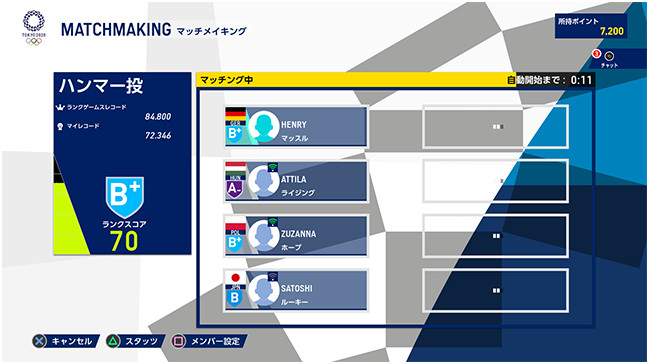 TOKYO 2020
MATCHMAKING マッチメイキング
所持ポイント
7,200
3
チャット
ハンマー投
ランクゲームスレコード
84.800
マイレコード
72.346
B+
ランクスコア
70
マッチング中
自動開始まで： 0:11
GER
B+
HENRY
マッスル
HUN
A-
ATTILA
ライジング
POL
B+
ZUZANNA
ホープ
JPN
B
SATOSHI
ルーキー
キャンセル
スタッツ
メンバー設定